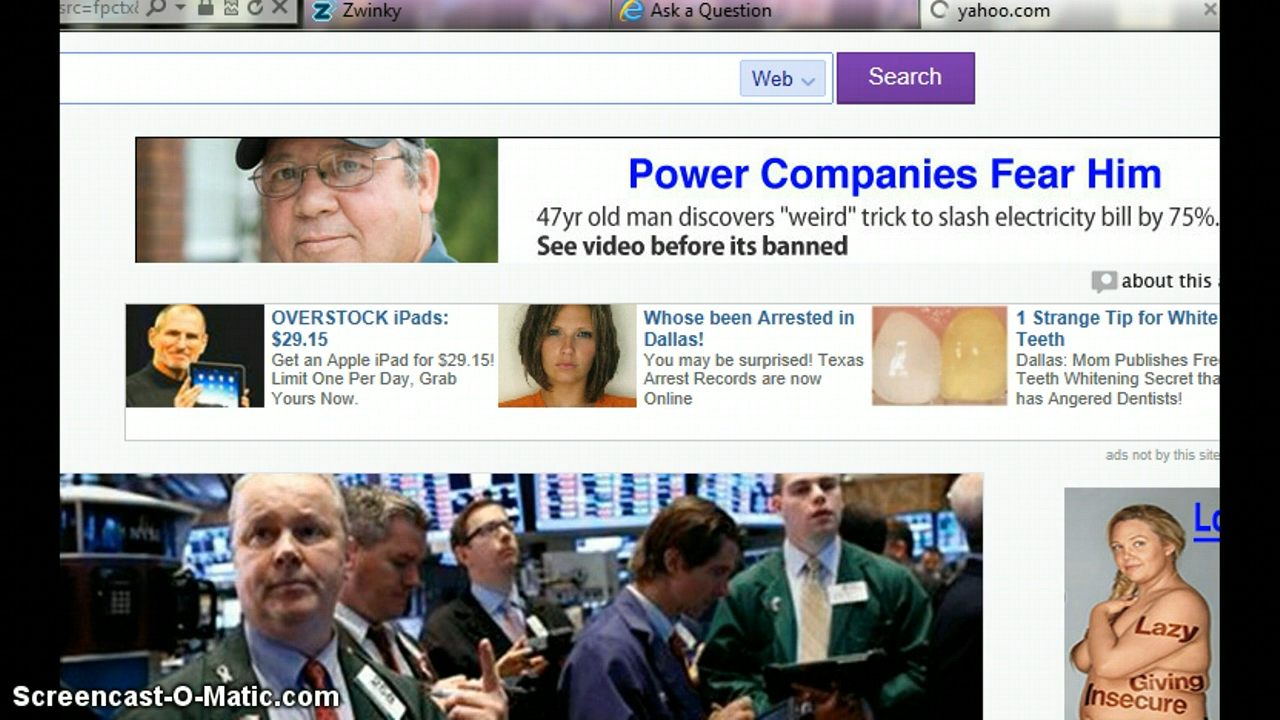 src=fpctx
Zwinky
Ask a Question
yahoo.com
Web
Search
Power Companies Fear Him
47yr old man discovers "weird" trick to slash electricity bill by 75%.
See video before its banned
about this
OVERSTOCK iPads:
$29.15
Get an Apple iPad for $29.15!
Limit One Per Day, Grab
Yours Now.
Whose been Arrested in
Dallas!
You may be surprised! Texas
Arrest Records are now
Online
1 Strange Tip for White
Teeth
Dallas: Mom Publishes Fre
Teeth Whitening Secret tha
has Angered Dentists!
ads not by this site
Lo
Lazy
Giving
Insecure
Screencast-O-Matic.com